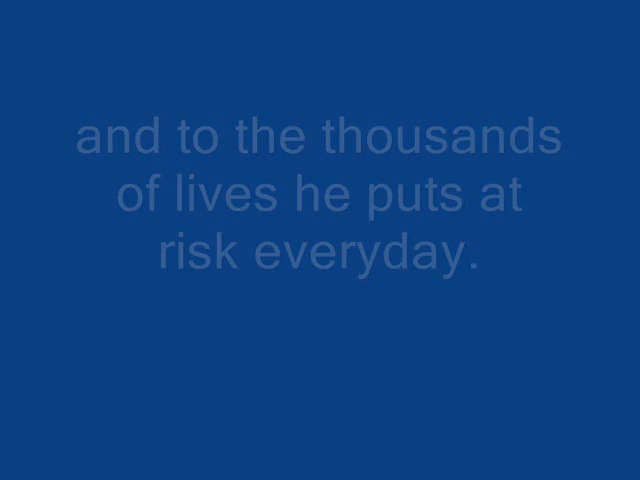 and to the thousands
of lives he puts at
risk everyday.